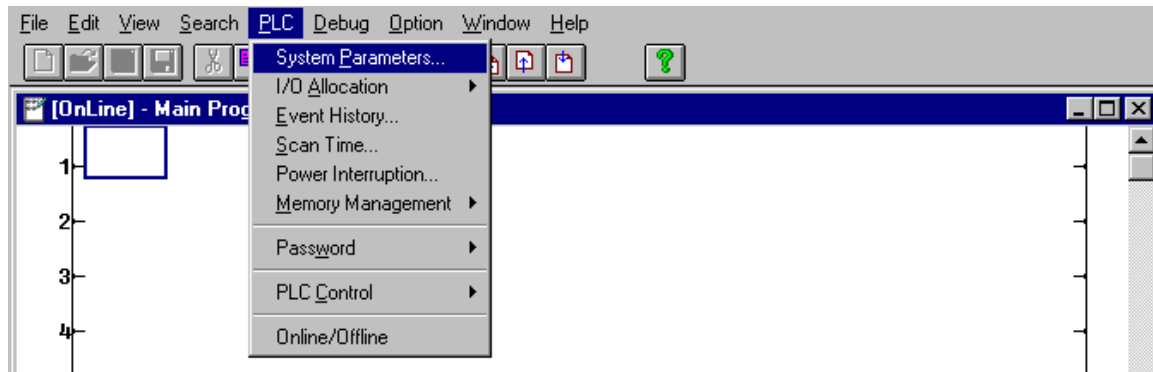 File Edit View Search PLC Debug Option Window Help
System Parameters...
I/O Allocation
[OnLine] - Main Prog
Event History...
Scan Time...
1
Power Interruption...
Memory Management
2
Password
3
PLC Control
4
Online/Offline